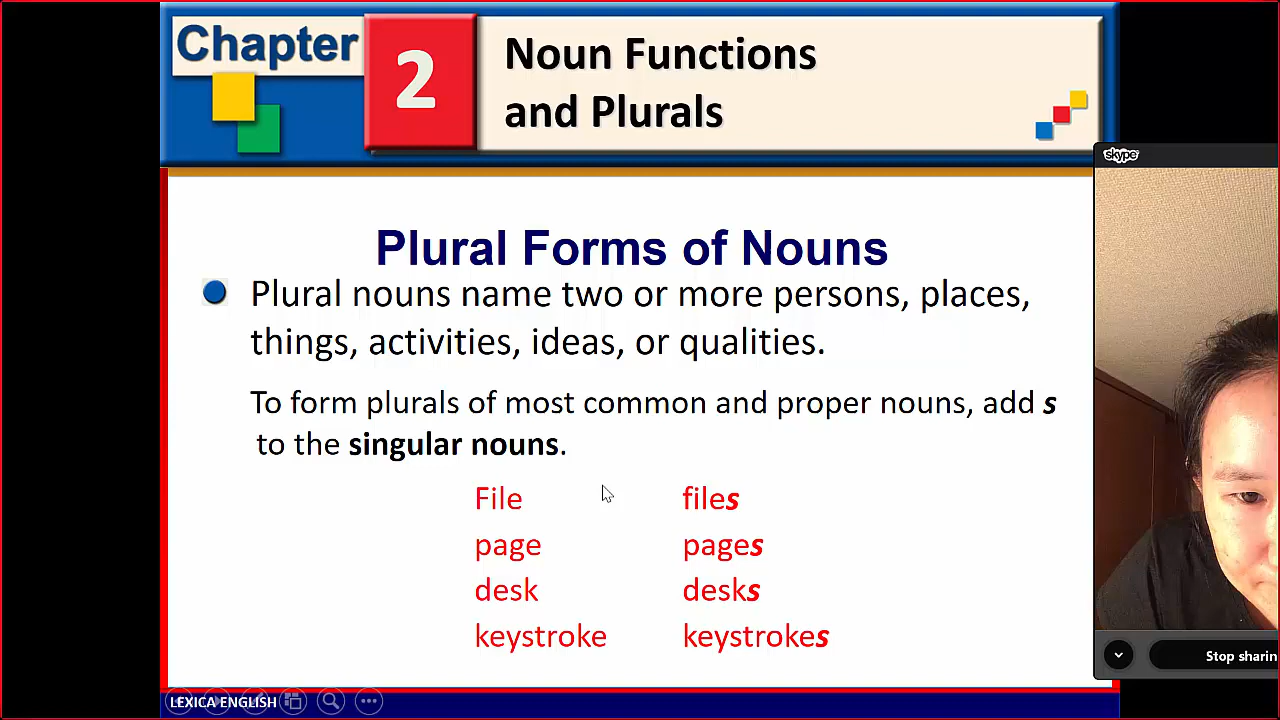 Chapter
2
Noun Functions
and Plurals
skype
Plural Forms of Nouns
Plural nouns name two or more persons, places,
things, activities, ideas, or qualities.
To form plurals of most common and proper nouns, add s
to the singular nouns.
File files
page pages
desk desks
keystroke keystrokes
Stop sharin
LEXICA ENGLISH